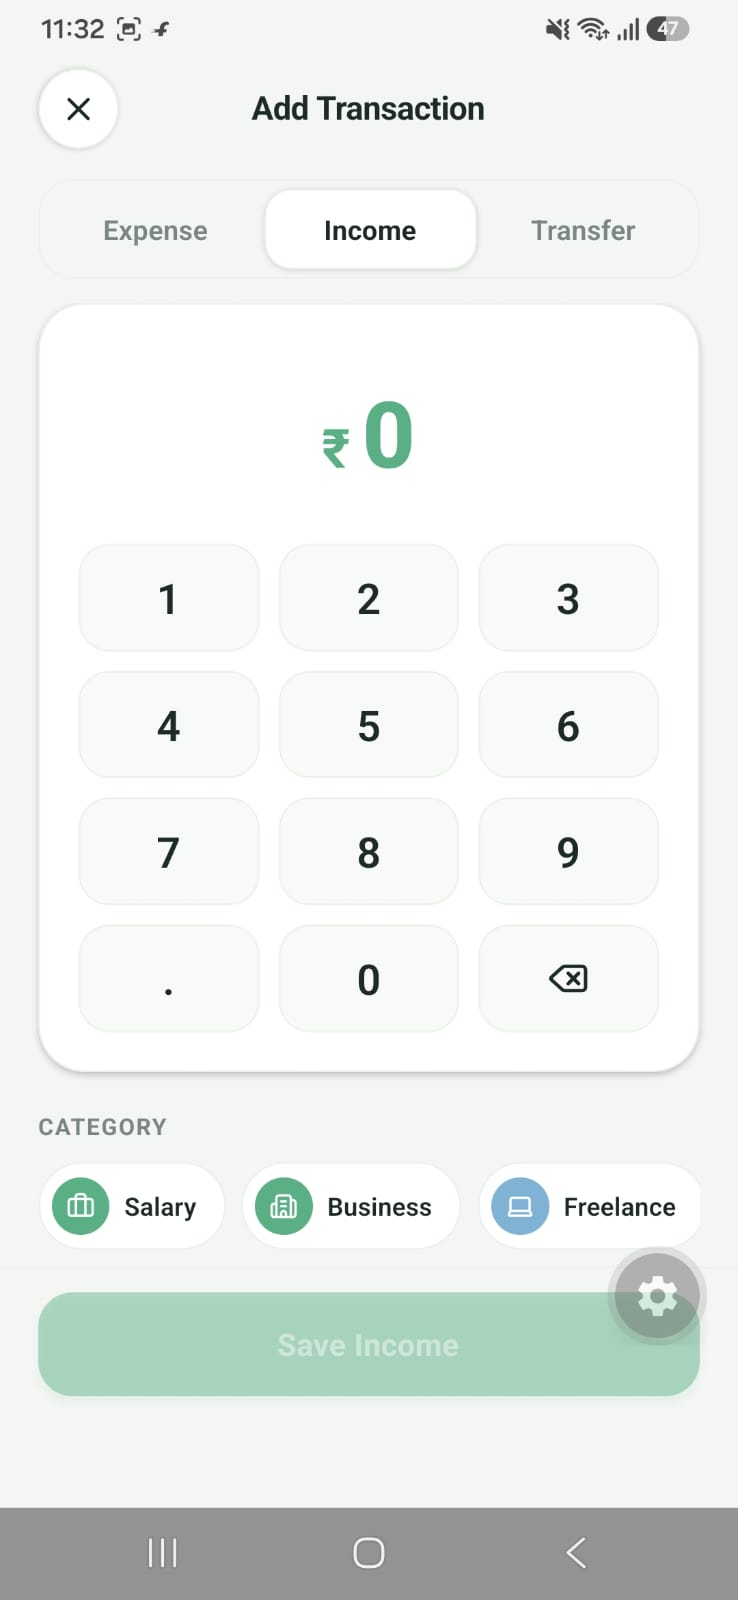 11:32 47
Add Transaction
Expense Income Transfer
₹ 0
1 2 3
4 5 6
7 8 9
. 0
CATEGORY
Salary Business Freelance
Save Income